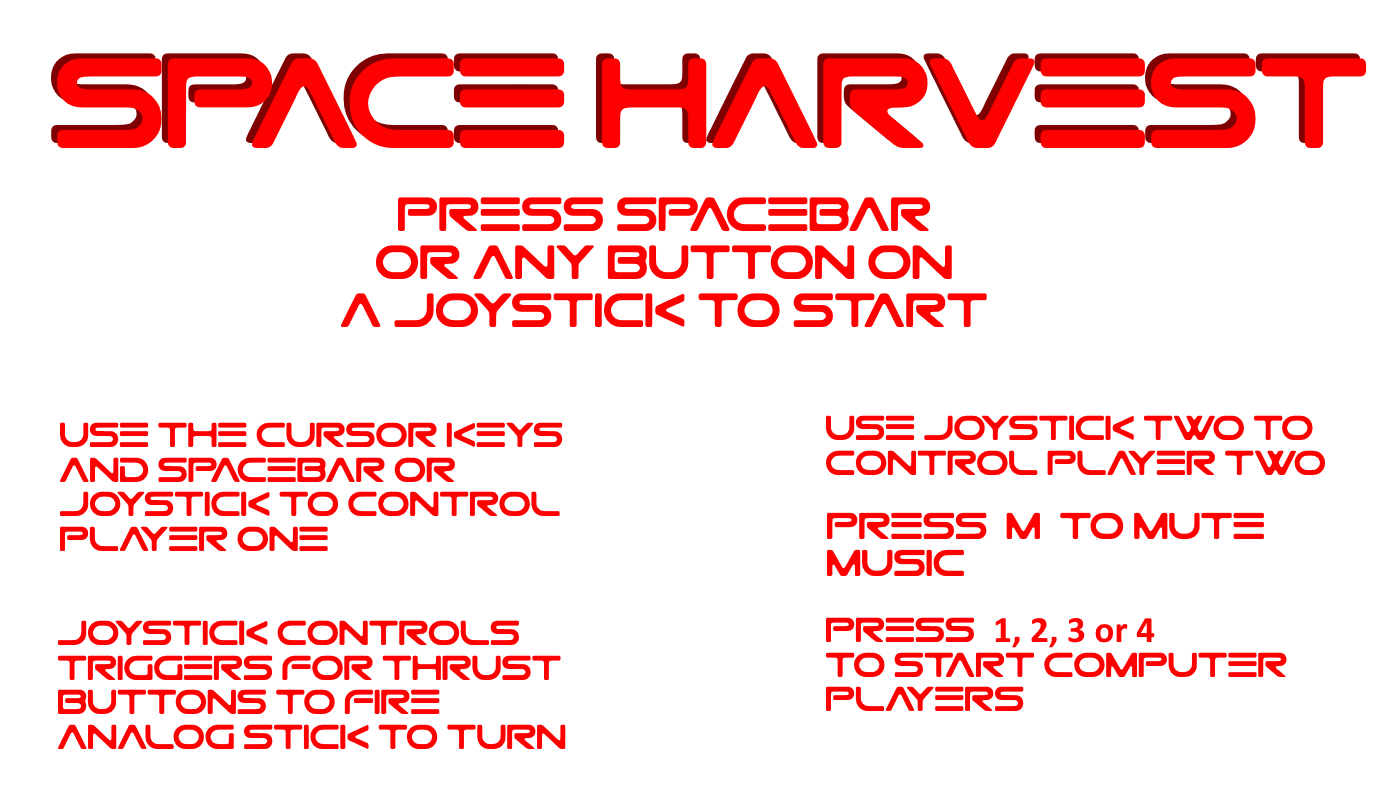 SPACE HARVEST
PRESS SPACEBAR
OR ANY BUTTON ON
A JOYSTICK TO START
USE THE CURSOR KEYS
AND SPACEBAR OR
JOYSTICK TO CONTROL
PLAYER ONE
JOYSTICK CONTROLS
TRIGGERS FOR THRUST
BUTTONS TO FIRE
ANALOG STICK TO TURN
USE JOYSTICK TWO TO
CONTROL PLAYER TWO
PRESS M TO MUTE
MUSIC
PRESS 1, 2, 3 or 4
TO START COMPUTER
PLAYERS